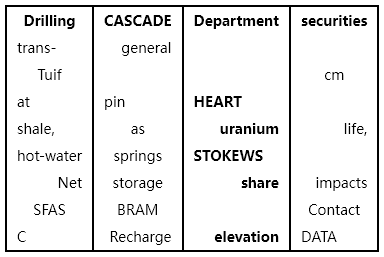 Drilling CASCADE Department securities
trans- general
Tuif cm
at pin HEART
shale, as uranium life,
hot-water springs STOKEWS
Net storage share impacts
SFAS BRAM Contact
C Recharge elevation DATA